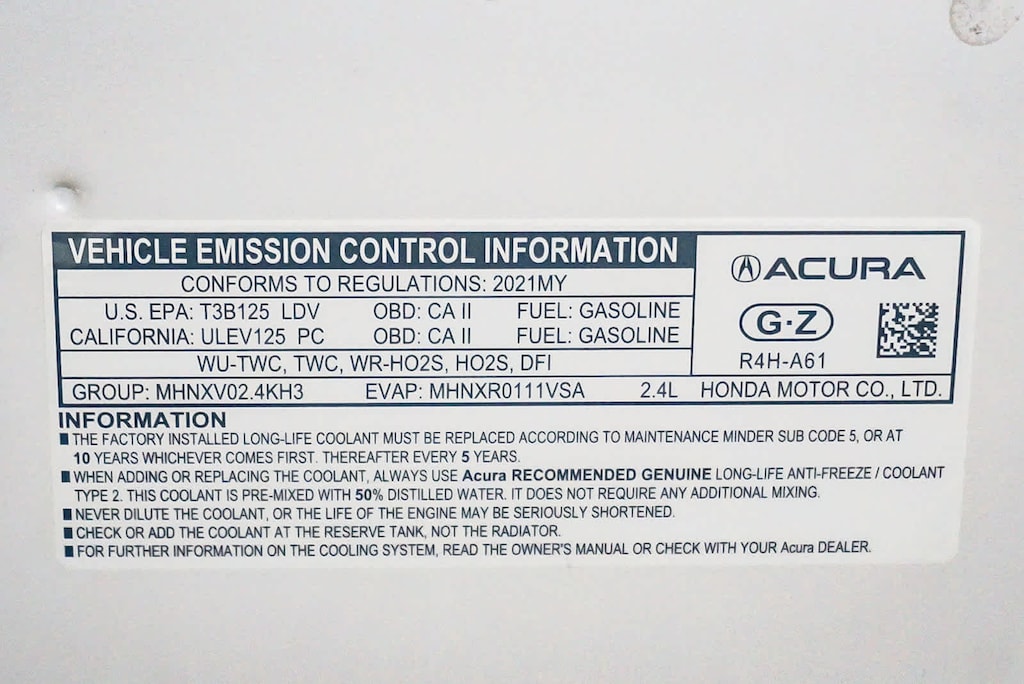 VEHICLE EMISSION CONTROL INFORMATION
CONFORMS TO REGULATIONS: 2021MY
U.S. EPA: T3B125 LDV OBD: CA II FUEL: GASOLINE
CALIFORNIA: ULEV125 PC OBD: CA II FUEL: GASOLINE
WU-TWC, TWC, WR-HO2S, HO2S, DFI
ACURA
G·Z
R4H-A61
GROUP: MHNXV02.4KH3 EVAP: MHNXR0111VSA 2.4L HONDA MOTOR CO., LTD.
INFORMATION
■ THE FACTORY INSTALLED LONG-LIFE COOLANT MUST BE REPLACED ACCORDING TO MAINTENANCE MINDER SUB CODE 5, OR AT
10 YEARS WHICHEVER COMES FIRST. THEREAFTER EVERY 5 YEARS.
■ WHEN ADDING OR REPLACING THE COOLANT, ALWAYS USE Acura RECOMMENDED GENUINE LONG-LIFE ANTI-FREEZE / COOLANT
TYPE 2. THIS COOLANT IS PRE-MIXED WITH 50% DISTILLED WATER. IT DOES NOT REQUIRE ANY ADDITIONAL MIXING.
■ NEVER DILUTE THE COOLANT, OR THE LIFE OF THE ENGINE MAY BE SERIOUSLY SHORTENED.
■ CHECK OR ADD THE COOLANT AT THE RESERVE TANK, NOT THE RADIATOR.
■ FOR FURTHER INFORMATION ON THE COOLING SYSTEM, READ THE OWNER'S MANUAL OR CHECK WITH YOUR Acura DEALER.